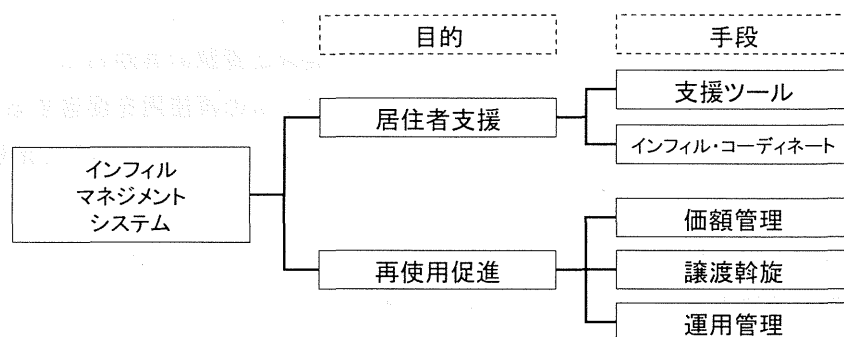 目的
手段
支援ツール
居住者支援
インフィル・コーディネート
インフィル
マネジメント
システム
価額管理
再使用促進
譲渡斡旋
運用管理